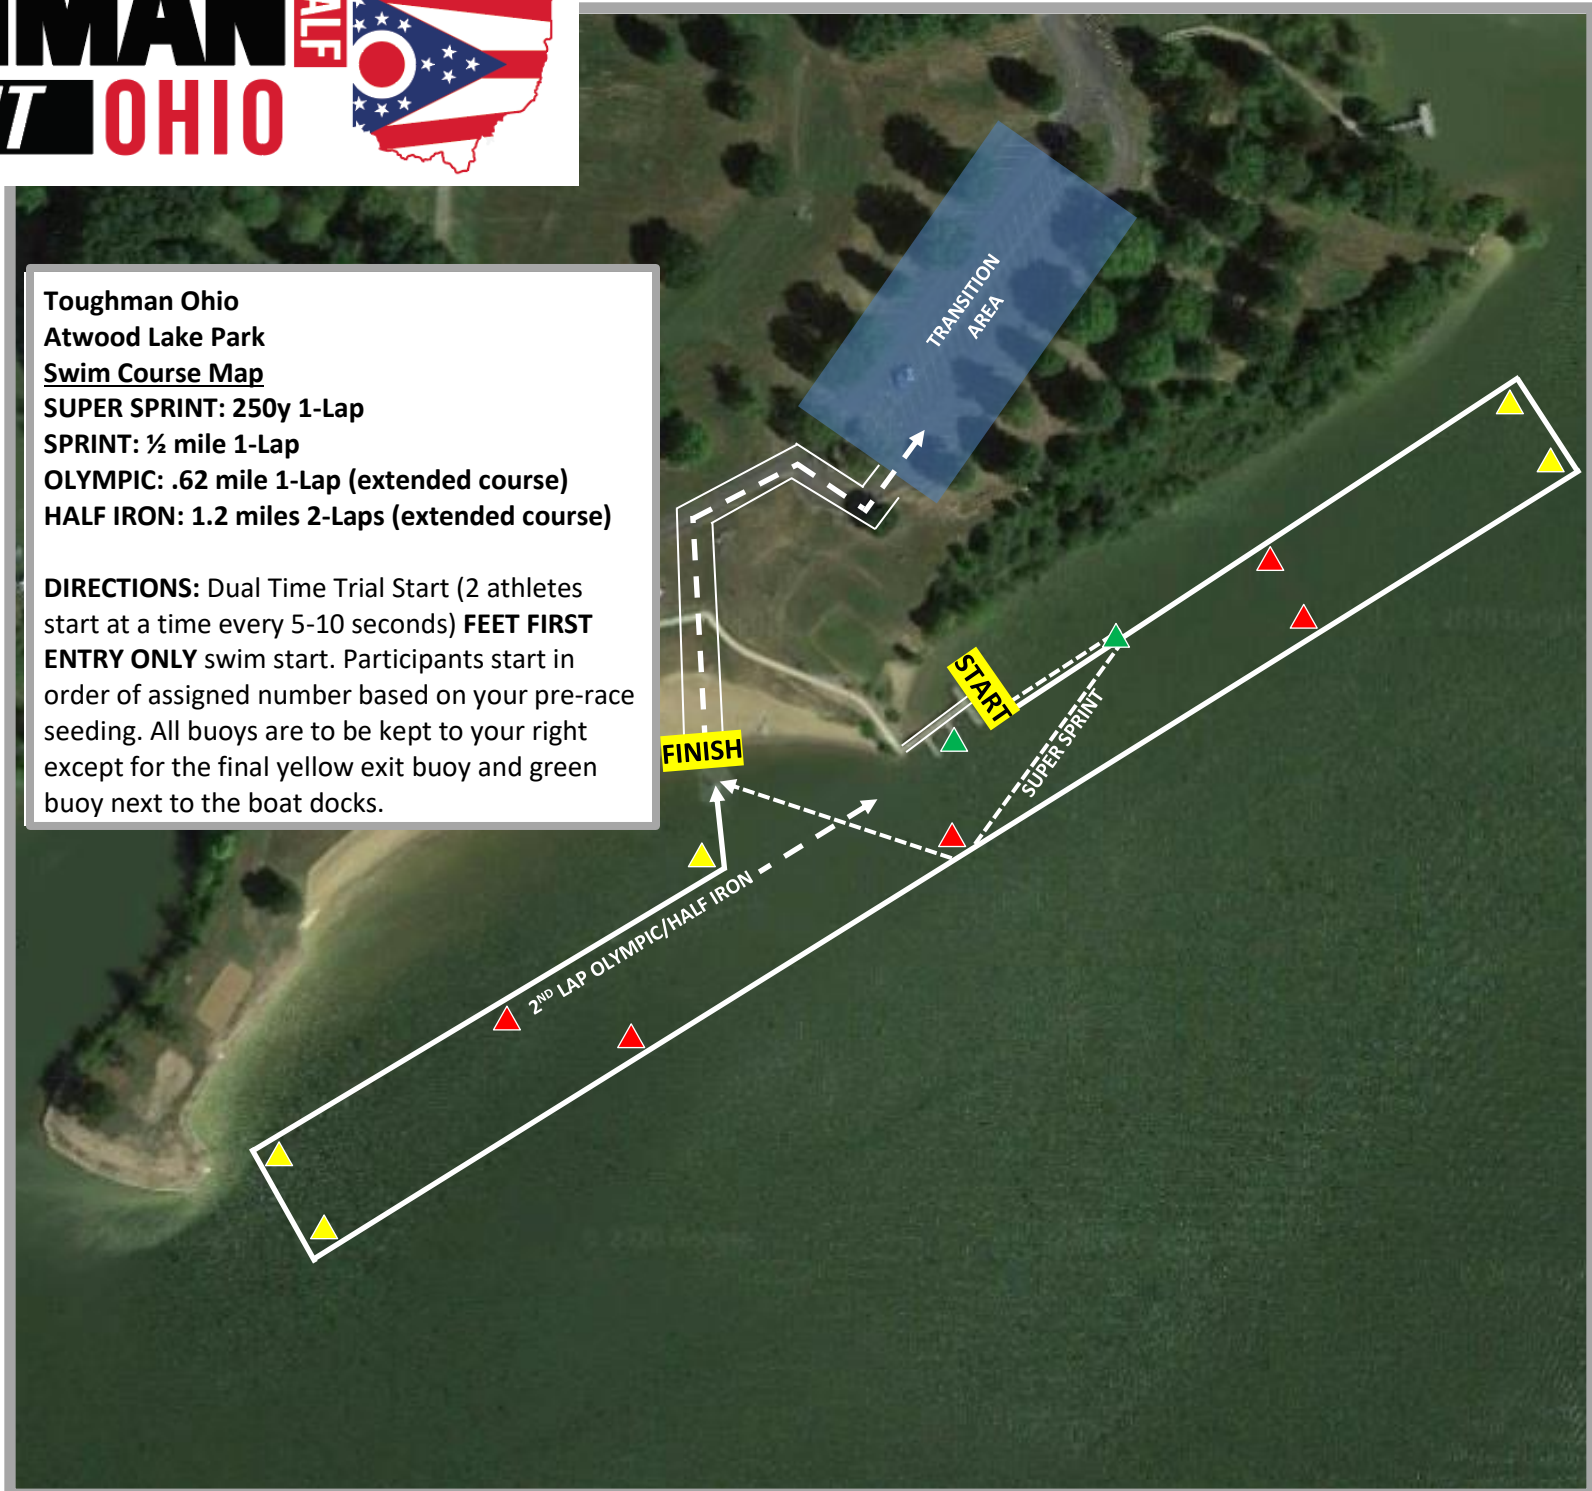 MAN
ALF
OHIO
Toughman Ohio
Atwood Lake Park
Swim Course Map
SUPER SPRINT: 250y 1-Lap
SPRINT: ½ mile 1-Lap
OLYMPIC: .62 mile 1-Lap (extended course)
HALF IRON: 1.2 miles 2-Laps (extended course)
DIRECTIONS: Dual Time Trial Start (2 athletes
start at a time every 5-10 seconds) FEET FIRST
ENTRY ONLY swim start. Participants start in
order of assigned number based on your pre-race
seeding. All buoys are to be kept to your right
except for the final yellow exit buoy and green
buoy next to the boat docks.
TRANSITION
AREA
START
FINISH
SUPER SPRINT
2ND LAP OLYMPIC/HALF IRON